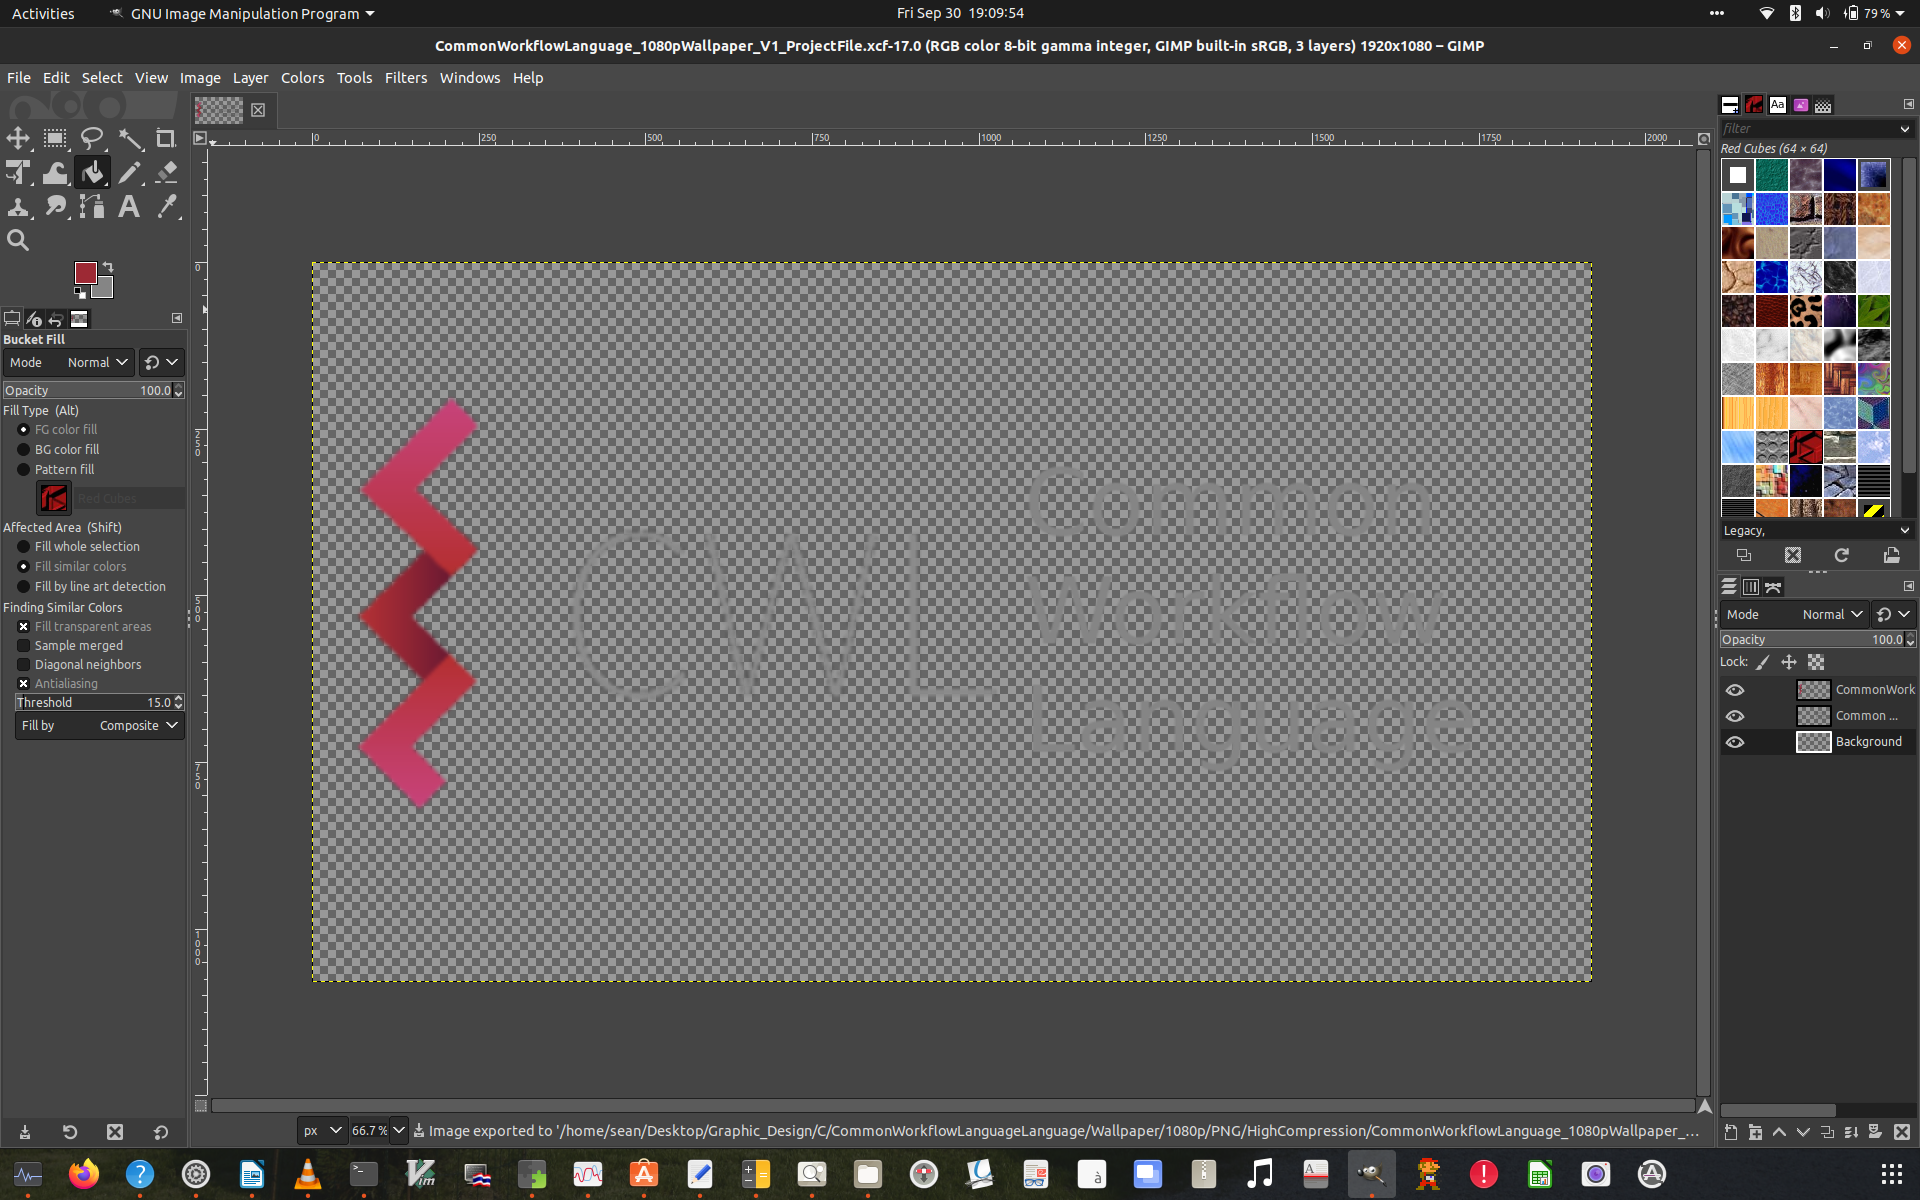 Activities
GNU Image Manipulation Program
Fri Sep 30 19:09:54
79 %
CommonWorkflowLanguage_1080pWallpaper_V1_ProjectFile.xcf-17.0 (RGB color 8-bit gamma integer, GIMP built-in sRGB, 3 layers) 1920x1080 – GIMP
File Edit Select View Image Layer Colors Tools Filters Windows Help
0 250 500 750 1000 1250 1500 1750 2000
0
250
500
750
1000
Bucket Fill
Mode Normal
Opacity 100.0
Fill Type (Alt)
FG color fill
BG color fill
Pattern fill
Red Cubes
Affected Area (Shift)
Fill whole selection
Fill similar colors
Fill by line art detection
Finding Similar Colors
Fill transparent areas
Sample merged
Diagonal neighbors
Antialiasing
Threshold 15.0
Fill by Composite
CWL
Common
Workflow
Language
filter
Red Cubes (64 × 64)
Legacy,
Mode Normal
Opacity 100.0
Lock:
CommonWork
Common ...
Background
px
66.7 %
Image exported to '/home/sean/Desktop/Graphic_Design/C/CommonWorkflowLanguageLanguage/Wallpaper/1080p/PNG/HighCompression/CommonWorkflowLanguage_1080pWallpaper_...